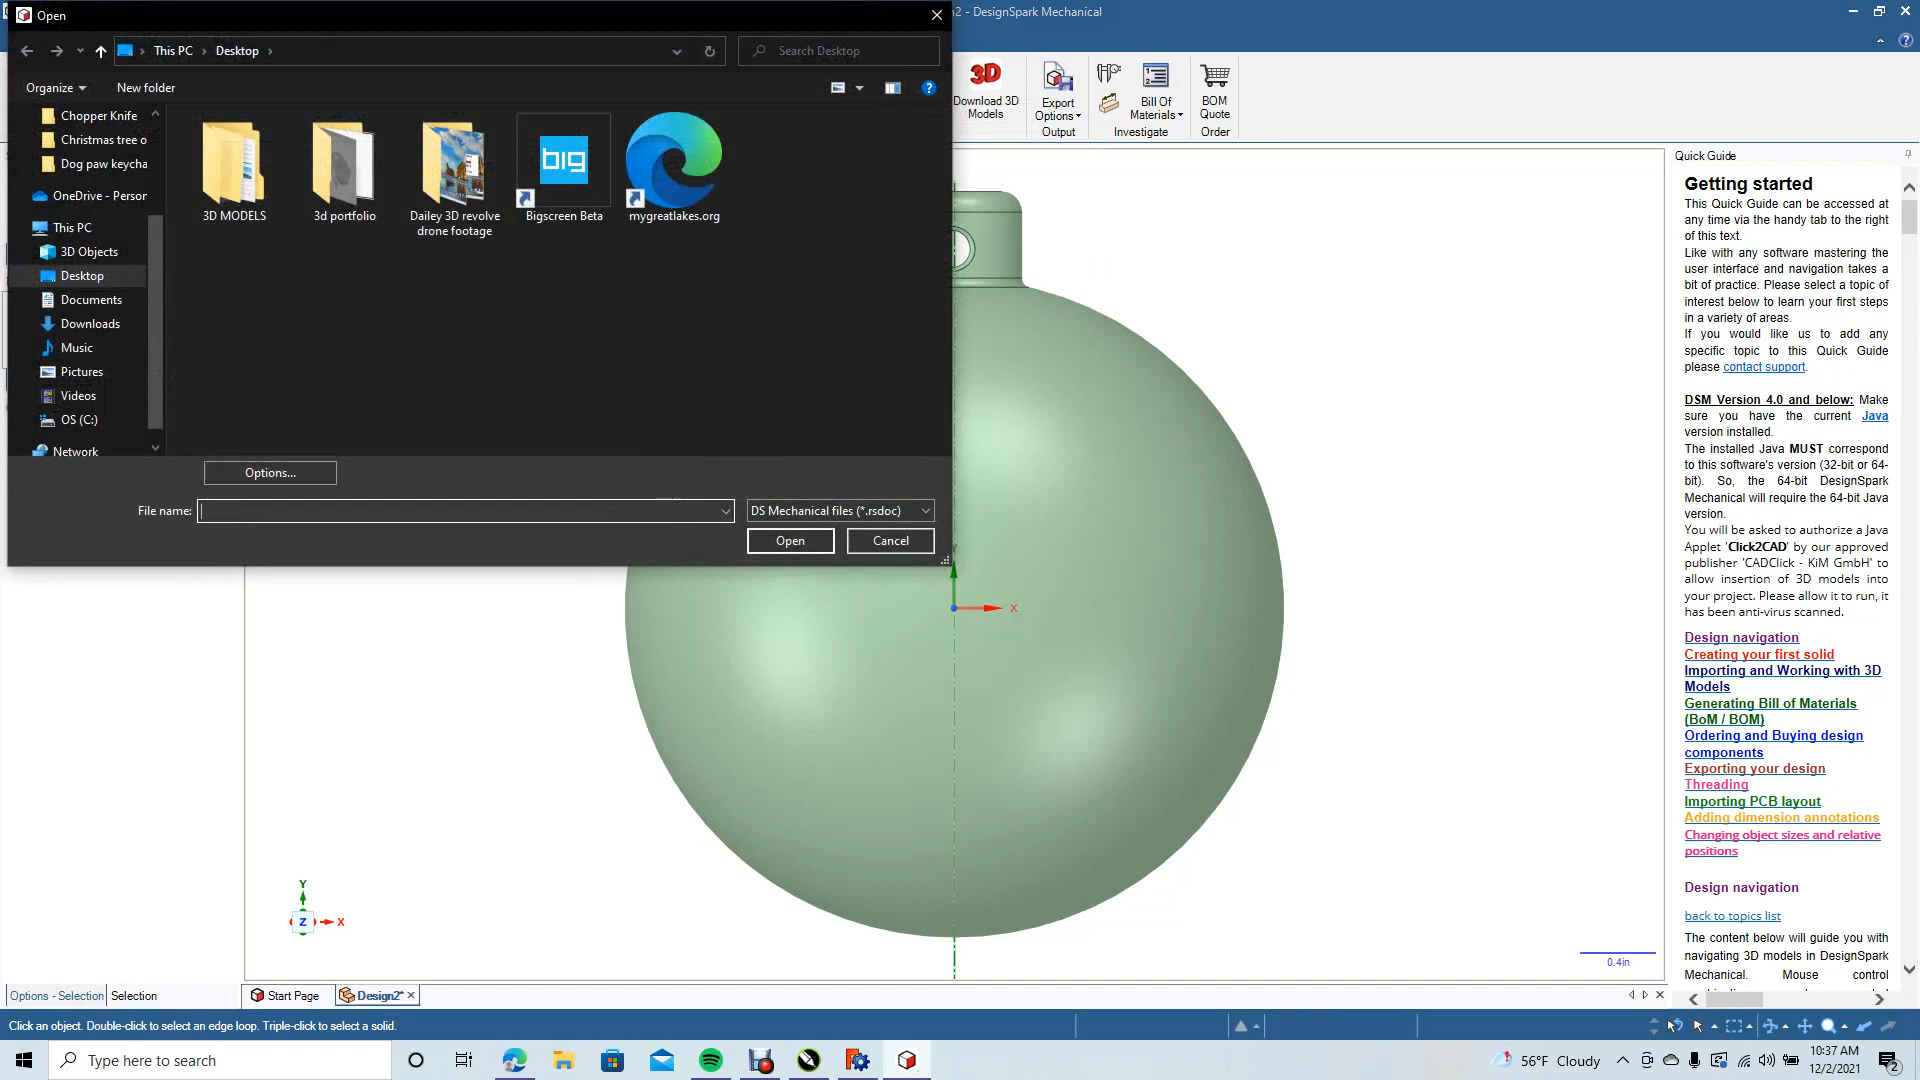 Open
n2 - DesignSpark Mechanical
This PC
Desktop
Search Desktop
Organize
New folder
Chopper Knife
Christmas tree o
Dog paw keycha
OneDrive - Person
This PC
3D Objects
Desktop
Documents
Downloads
Music
Pictures
Videos
OS (C:)
Network
3D MODELS
3d portfolio
Dailey 3D revolve
drone footage
big
Bigscreen Beta
mygreatlakes.org
Options...
File name:
DS Mechanical files (*.rsdoc)
Open
Cancel
3D
Download 3D
Models
Export
Options
Output
Bill Of
Materials
Investigate
BOM
Quote
Order
Quick Guide
Getting started
This Quick Guide can be accessed at
any time via the handy tab to the right
of this text.
Like with any software mastering the
user interface and navigation takes a
bit of practice. Please select a topic of
interest below to learn your first steps
in a variety of areas.
If you would like us to add any
specific topic to this Quick Guide
please contact support.
DSM Version 4.0 and below: Make
sure you have the current Java
version installed.
The installed Java MUST correspond
to this software's version (32-bit or 64-
bit). So, the 64-bit DesignSpark
Mechanical will require the 64-bit Java
version.
You will be asked to authorize a Java
Applet 'Click2CAD' by our approved
publisher 'CADClick - KiM GmbH' to
allow insertion of 3D models into
your project. Please allow it to run, it
has been anti-virus scanned.
Design navigation
Creating your first solid
Importing and Working with 3D
Models
Generating Bill of Materials
(BoM / BOM)
Ordering and Buying design
components
Exporting your design
Threading
Importing PCB layout
Adding dimension annotations
Changing object sizes and relative
positions
Design navigation
back to topics list
The content below will guide you with
navigating 3D models in DesignSpark
Mechanical. Mouse control
X
Y
Z
X
0.4in
Options - Selection
Selection
Start Page
Design2*
Click an object. Double-click to select an edge loop. Triple-click to select a solid.
Type here to search
56°F Cloudy
10:37 AM
12/2/2021
2